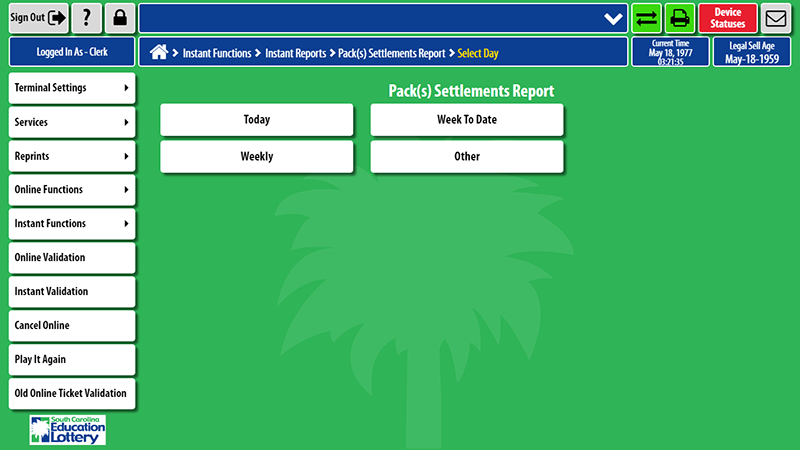 Sign Out
?
Device
Statuses
Logged In As - Clerk
Instant Functions > Instant Reports > Pack(s) Settlements Report > Select Day
Current Time
May 18, 1977
03:21:35
Legal Sell Age
May-18-1959
Terminal Settings
Services
Reprints
Online Functions
Instant Functions
Online Validation
Instant Validation
Cancel Online
Play It Again
Old Online Ticket Validation
Pack(s) Settlements Report
Today
Week To Date
Weekly
Other
South Carolina
Education
Lottery